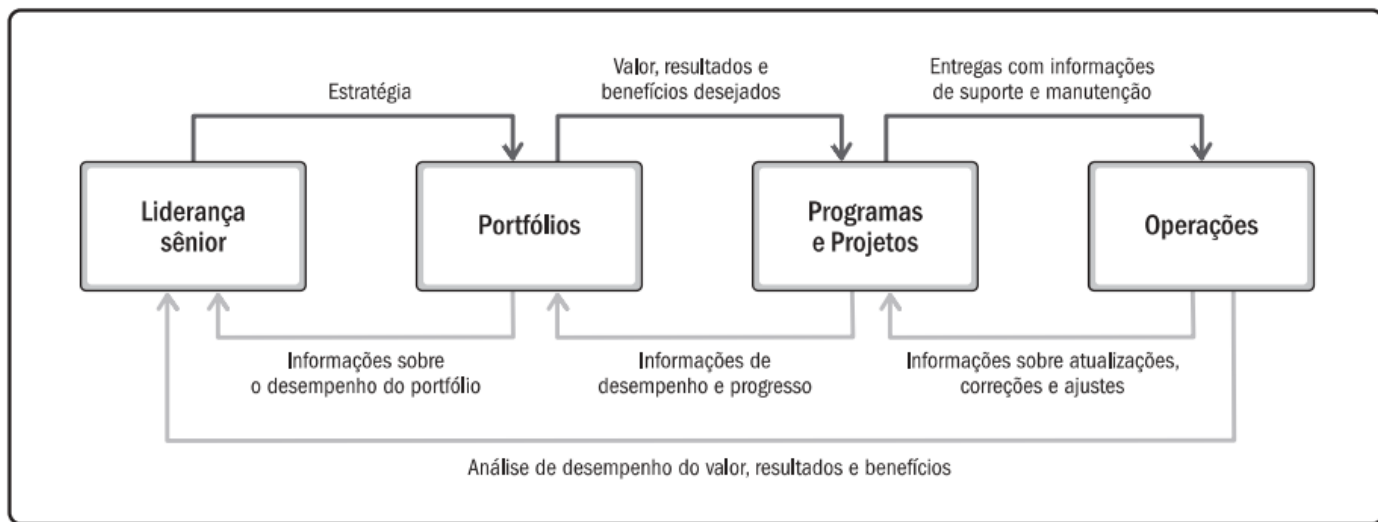 Estratégia
Valor, resultados e
benefícios desejados
Entregas com informações
de suporte e manutenção
Liderança
sênior
Portfólios
Programas
e Projetos
Operações
Informações sobre
o desempenho do portfólio
Informações de
desempenho e progresso
Informações sobre atualizações,
correções e ajustes
Análise de desempenho do valor, resultados e benefícios